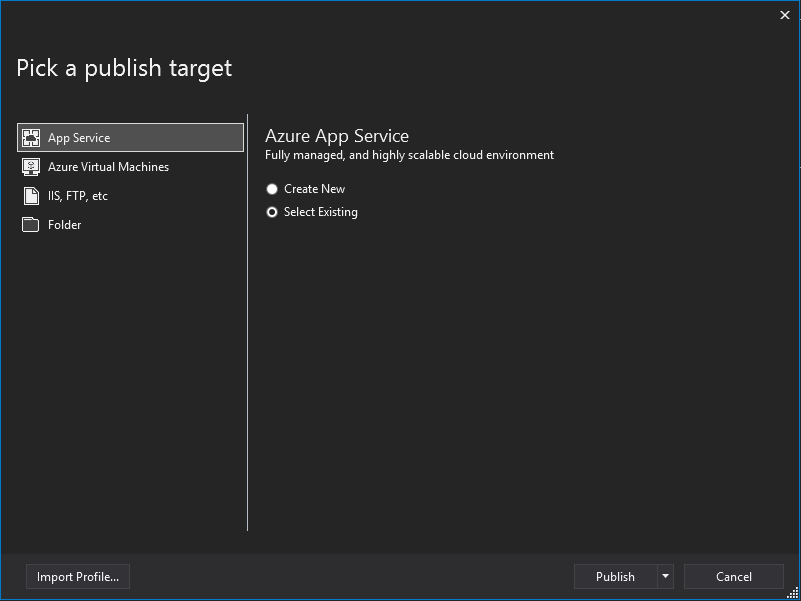 Pick a publish target
App Service
Azure Virtual Machines
IIS, FTP, etc
Folder
Azure App Service
Fully managed, and highly scalable cloud environment
Create New
Select Existing
Import Profile...
Publish
Cancel